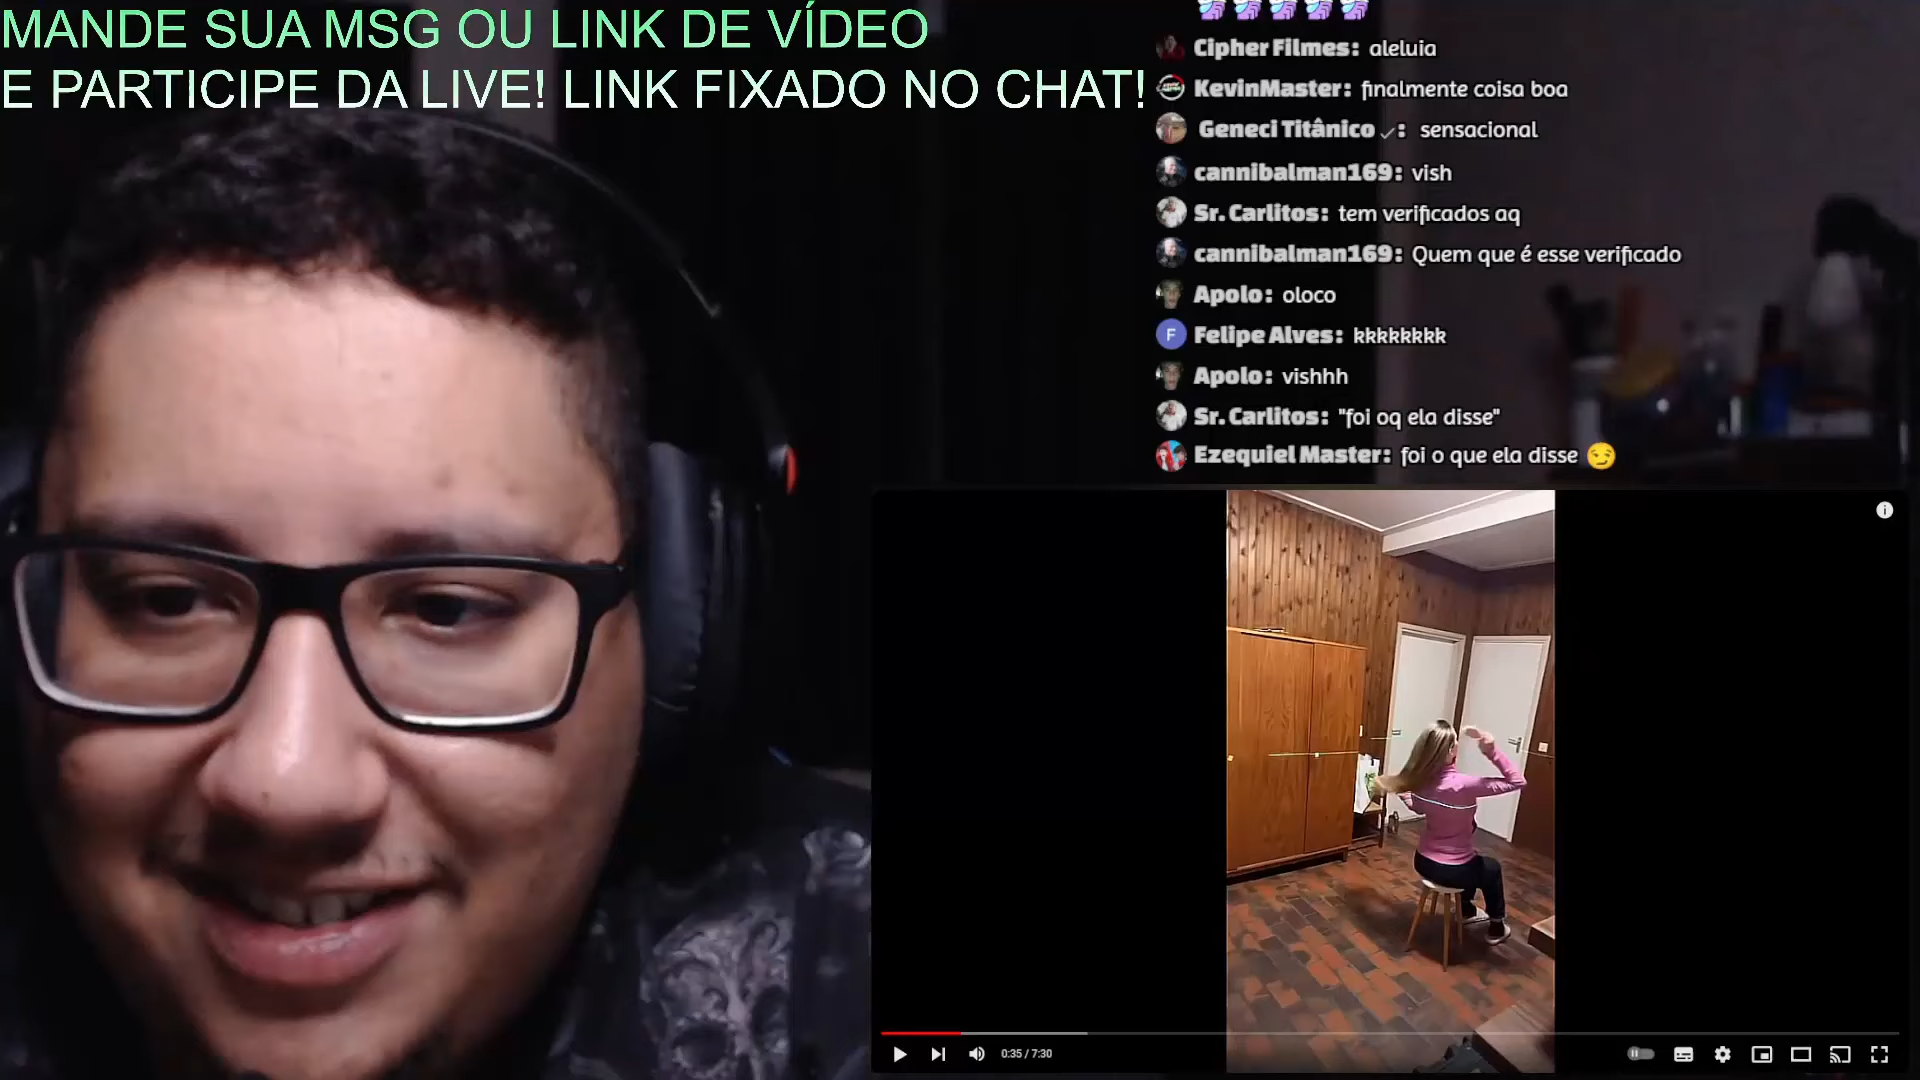 MANDE SUA MSG OU LINK DE VÍDEO
E PARTICIPE DA LIVE! LINK FIXADO NO CHAT!
Cipher Filmes: aleluia
KevinMaster: finalmente coisa boa
Geneci Titânico ✓: sensacional
cannibalman169: vish
Sr. Carlitos: tem verificados aq
cannibalman169: Quem que é esse verificado
Apolo: oloco
F Felipe Alves: kkkkkkkk
Apolo: vishhh
Sr. Carlitos: "foi oq ela disse"
Ezequiel Master: foi o que ela disse 😏
0:35 / 7:30